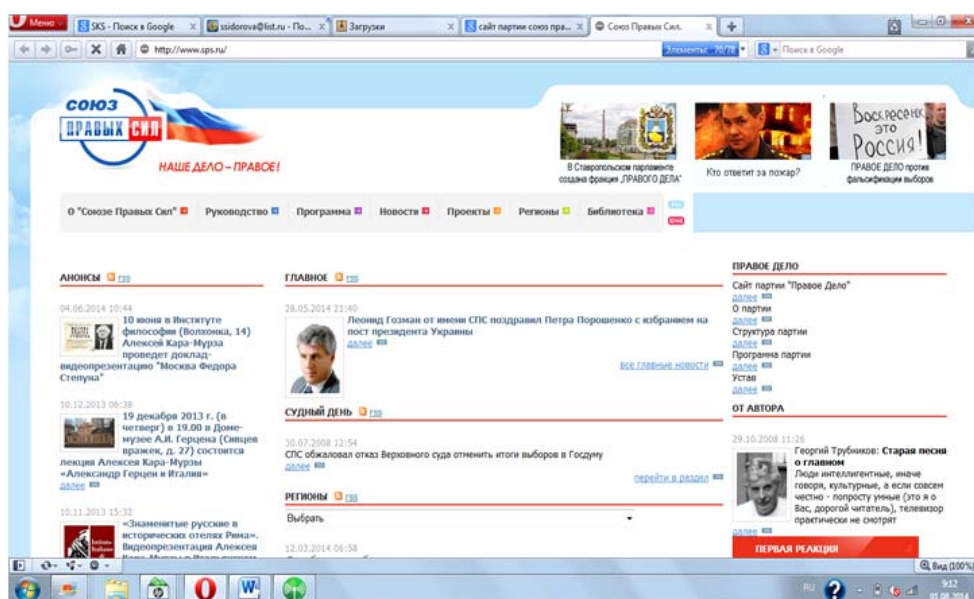 Меню
SKS - Поиск в Google
ssidorova@list.ru - По...
Загрузки
сайт партии союз пра...
Союз Правых Сил.
http://www.sps.ru/
Элементы: 70/78
Поиск в Google
СОЮЗ
ПРАВЫХ СИЛ
НАШЕ ДЕЛО – ПРАВОЕ!
В Ставропольском парламенте
создана фракция „ПРАВОГО ДЕЛА"
Кто ответит за пожар?
Воскресенк
это
Россия!
ПРАВОЕ ДЕЛО против
фальсификации выборов
О "Союзе Правых Сил"
Руководство
Программа
Новости
Проекты
Регионы
Библиотека
АНОНСЫ rss
04.06.2014 10:44
10 июня в Институте
философии (Волхонка, 14)
Алексей Кара-Мурза
проведет доклад-
видеопрезентацию "Москва Федора
Степуна"
10.12.2013 06:38
19 декабря 2013 г. (в
четверг) в 19.00 в Доме-
музее А.И. Герцена (Сивцев
вражек, д. 27) состоится
лекция Алексея Кара-Мурзы
«Александр Герцен и Италия»
далее
10.11.2013 15:32
«Знаменитые русские в
исторических отелях Рима».
Видеопрезентация Алексея
ГЛАВНОЕ rss
28.05.2014 21:40
Леонид Гозман от имени СПС поздравил Петра Порошенко с избранием на
пост президента Украины
далее
все главные новости
СУДНЫЙ ДЕНЬ rss
30.07.2008 12:54
СПС обжаловал отказ Верховного суда отменить итоги выборов в Госдуму
далее
перейти в раздел
РЕГИОНЫ rss
Выбрать
12.03.2014 06:58
ПРАВОЕ ДЕЛО
Сайт партии "Правое Дело"
далее
О партии
далее
Структура партии
далее
Программа партии
далее
Устав
далее
ОТ АВТОРА
29.10.2008 11:26
Георгий Трубников: Старая песня
о главном
Люди интеллигентные, иначе
говоря, культурные, а если совсем
честно - попросту умные (это я о
Вас, дорогой читатель), телевизор
практически не смотрят
далее
ПЕРВАЯ РЕАКЦИЯ
Вид (100%)
RU
9:12
01.08.2014